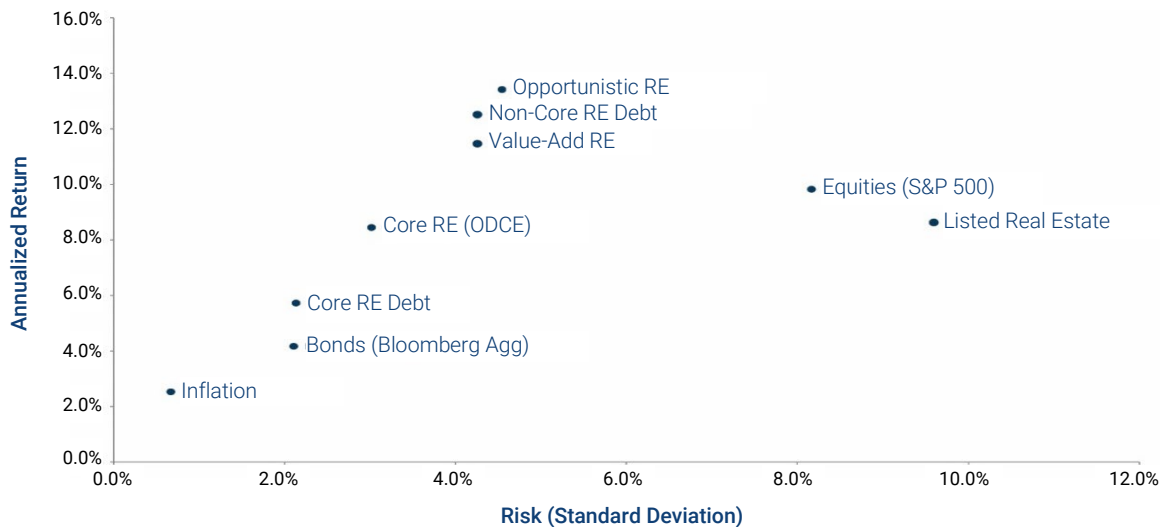 16.0%
14.0%
Opportunistic RE
Non-Core RE Debt
12.0%
Value-Add RE
10.0%
Equities (S&P 500)
Listed Real Estate
Core RE (ODCE)
8.0%
6.0%
Core RE Debt
4.0%
Bonds (Bloomberg Agg)
Inflation
2.0%
0.0%
Annualized Return
0.0%
2.0%
4.0%
6.0%
8.0%
10.0%
12.0%
Risk (Standard Deviation)